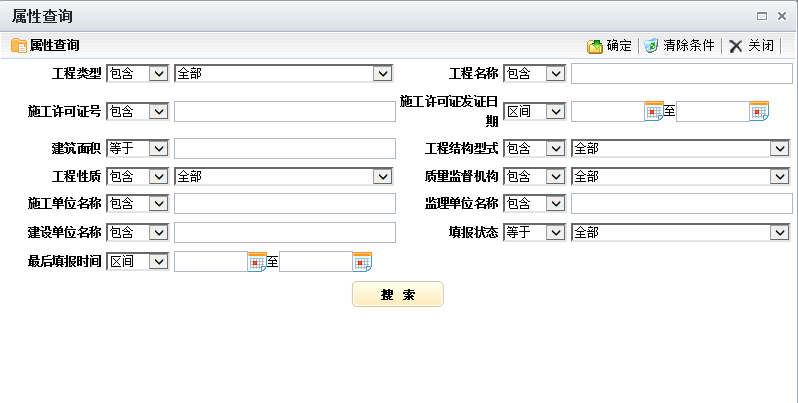 属性查询
属性查询 确定 清除条件 关闭
工程类型 包含 全部 工程名称 包含
施工许可证号 包含 施工许可证发证日期 区间 至
建筑面积 等于 工程结构型式 包含 全部
工程性质 包含 全部 质量监督机构 包含 全部
施工单位名称 包含 监理单位名称 包含
建设单位名称 包含 填报状态 等于 全部
最后填报时间 区间 至
搜 索